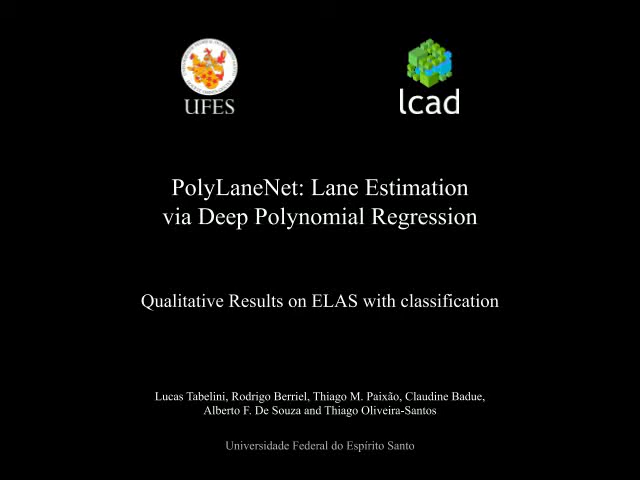 UFES
lcad
PolyLaneNet: Lane Estimation
via Deep Polynomial Regression
Qualitative Results on ELAS with classification
Lucas Tabelini, Rodrigo Berriel, Thiago M. Paixão, Claudine Badue,
Alberto F. De Souza and Thiago Oliveira-Santos
Universidade Federal do Espírito Santo